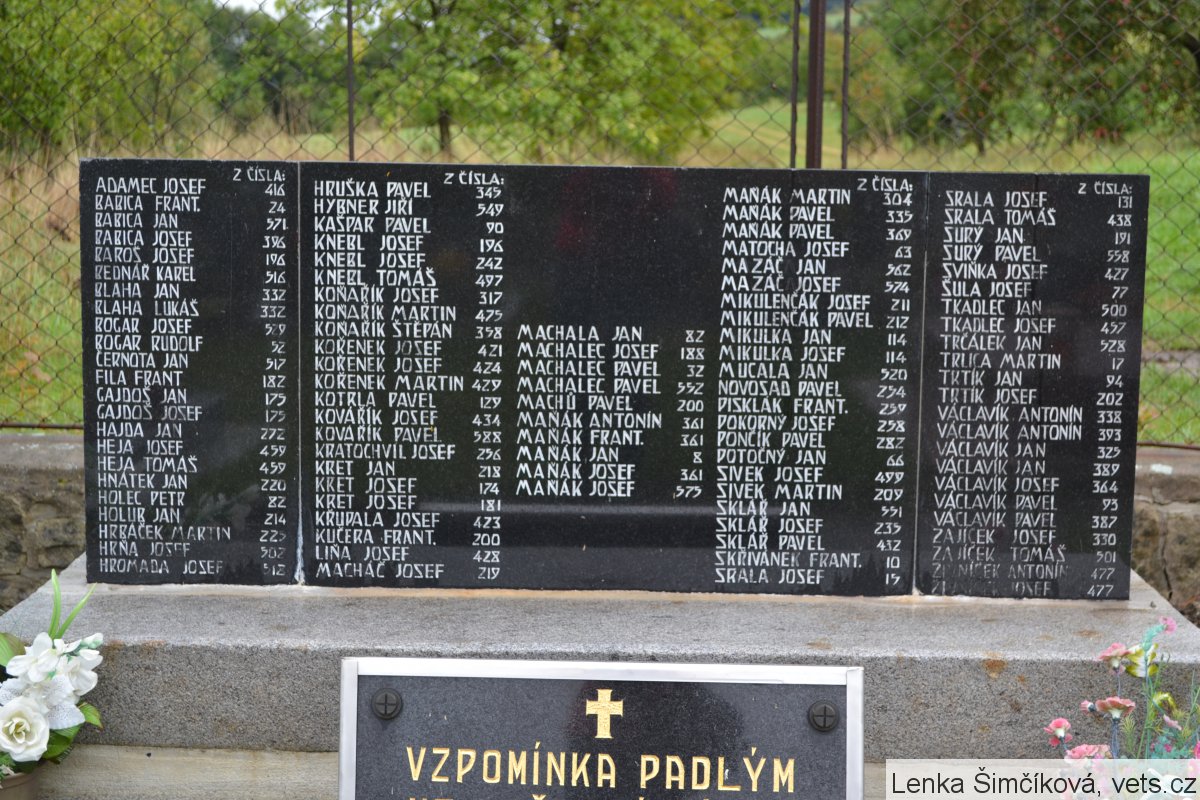 Z ČÍSLA:
ADAMEC JOSEF 416
BABICA FRANT. 24
BABICA JAN 571
BABICA JOSEF 396
BAROŠ JOSEF 196
BEDNÁŘ KAREL 516
BLAHA JAN 332
BLAHA LUKÁŠ 332
BOGAR JOSEF 529
BOGAR RUDOLF 52
ČERNOTA JAN 517
FILA FRANT 182
GAJDOŠ JAN 175
GAJDOŠ JOSEF 175
HAJDA JAN 272
HEJA JOSEF 459
HEJA TOMÁŠ 459
HNÁTEK JAN 220
HOLEC PETR 82
HOLUB JAN 214
HRBÁČEK MARTIN 225
HRŇA JOSEF 502
HROMADA JOSEF 512
Z ČÍSLA:
HRUŠKA PAVEL 345
HYBNER JIŘÍ 549
KAŠPAR PAVEL 90
KNEBL JOSEF 196
KNEBL JOSEF 242
KNEBL TOMÁŠ 497
KOŇAŘÍK JOSEF 317
KOŇAŘÍK MARTIN 475
KOŇAŘÍK ŠTĚPÁN 358
KOŘENEK JOSEF 421
KOŘENEK JOSEF 424
KOŘENEK MARTIN 429
KOTRLA PAVEL 129
KOVÁŘÍK JOSEF 434
KOVÁŘÍK PAVEL 588
KRATOCHVIL JOSEF 256
KRET JAN 218
KRET JOSEF 174
KRET JOSEF 181
KŘUPALA JOSEF 423
KUČERA FRANT. 200
LIŇA JOSEF 428
MACHÁČ JOSEF 219
MACHALA JAN 82
MACHALEC JOSEF 188
MACHALEC PAVEL 32
MACHALEC PAVEL 552
MACHŮ PAVEL 200
MAŇÁK ANTONÍN 361
MAŇÁK FRANT. 361
MAŇÁK JAN 8
MAŇÁK JOSEF 361
MAŇÁK JOSEF 575
Z ČÍSLA:
MAŇÁK MARTIN 304
MAŇÁK PAVEL 335
MAŇÁK PAVEL 369
MATOCHA JOSEF 63
MAZÁČ JAN 562
MAZÁČ JOSEF 574
MIKULENČÁK JOSEF 211
MIKULENČÁK PAVEL 212
MIKULKA JAN 114
MIKULKA JOSEF 114
MUCALA JAN 520
NOVOSAD PAVEL 254
PISKLÁK FRANT. 259
POKORNÝ JOSEF 258
PONČÍK PAVEL 282
POTOČNÝ JAN 66
SIVEK JOSEF 499
SIVEK MARTIN 209
SKLÁŘ JAN 551
SKLÁŘ JOSEF 235
SKLÁŘ PAVEL 432
SKŘIVÁNEK FRANT. 10
SRALA JOSEF 15
Z ČÍSLA:
SRALA JOSEF 131
SRALA TOMÁŠ 438
SURÝ JAN 191
SURÝ PAVEL 558
SVIŇKA JOSEF 427
ŠULA JOSEF 77
TKADLEC JAN 500
TKADLEC JOSEF 457
TRČÁLEK JAN 528
TRLICA MARTIN 17
TRTÍK JAN 94
TRTÍK JOSEF 202
VÁCLAVÍK ANTONÍN 338
VÁCLAVÍK ANTONÍN 393
VÁCLAVÍK JAN 325
VÁCLAVÍK JAN 389
VÁCLAVÍK JOSEF 364
VÁCLAVÍK PAVEL 93
VÁCLAVÍK PAVEL 387
ZAJÍČEK JOSEF 330
ZAJÍČEK TOMÁŠ 501
ANTONÍN 477
JOSEF 477
VZPOMÍNKA PADLÝM
Lenka Šimčíková, vets.cz